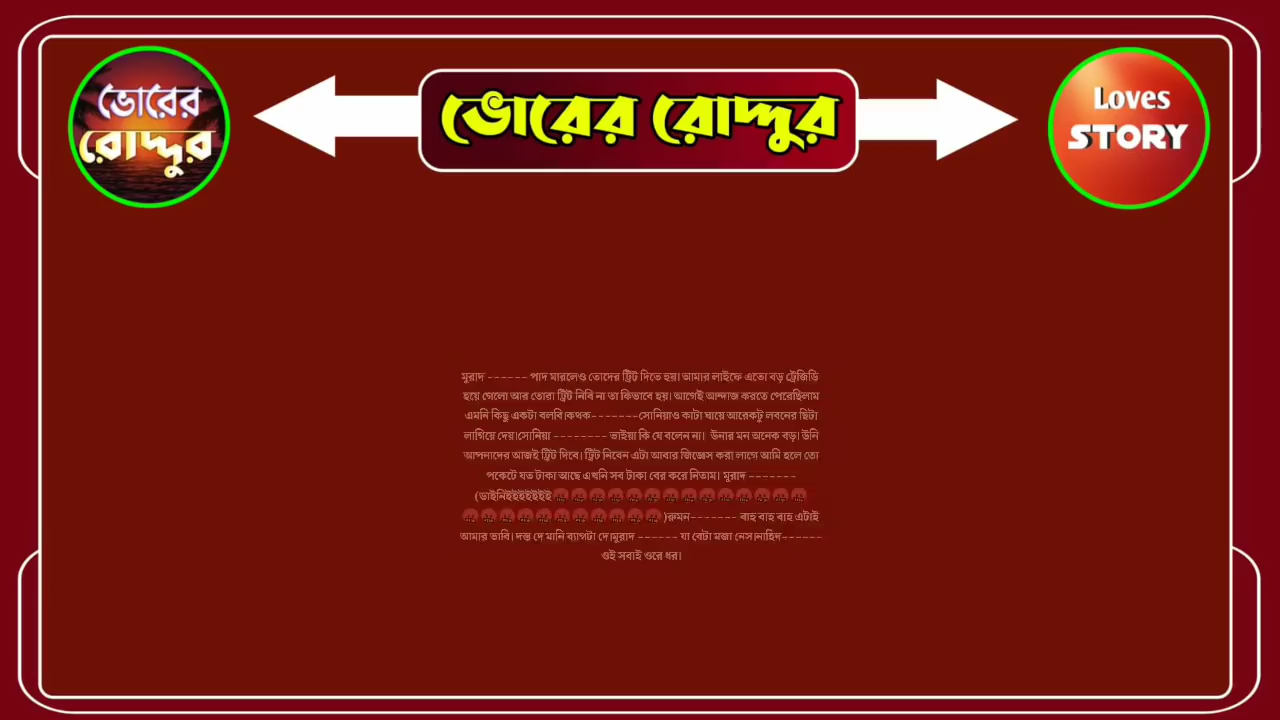 ভোরের
রোদ্দুর
ভোরের রোদ্দুর
Loves
STORY
মুরাদ ------ পাদ মারলেও তোদের ট্রিট দিতে হয়। আমার লাইফে এতো বড় ট্রেজিডি
হয়ে গেলো আর তোরা ট্রিট নিবি না তা কিভাবে হয়। আগেই আন্দাজ করতে পেরেছিলাম
এমনি কিছু একটা বলবি।কথক-------সোনিয়াও কাটা ঘায়ে আরেকটু লবনের ছিটা
লাগিয়ে দেয়।সোনিয়া -------- ভাইয়া কি যে বলেন না। উনার মন অনেক বড়। উনি
আপনাদের আজই ট্রিট দিবে। ট্রিট নিবেন এটা আবার জিজ্ঞেস করা লাগে আমি হলে তো
পকেটে যত টাকা আছে এখনি সব টাকা বের করে নিতাম। মুরাদ -------
(ডাইনিইইইইইইই😡😡😡😡😡😡😡😡😡😡😡😡😡😡
😡😡😡😡😡😡😡😡😡😡😡)রুমন------- বাহ বাহ বাহ এটাই
আমার ভাবি। দস্ত দে মানি ব্যাগটা দে।মুরাদ ------ যা বেটা মজা নেস।নাহিদ------
ওই সবাই ওরে ধর।